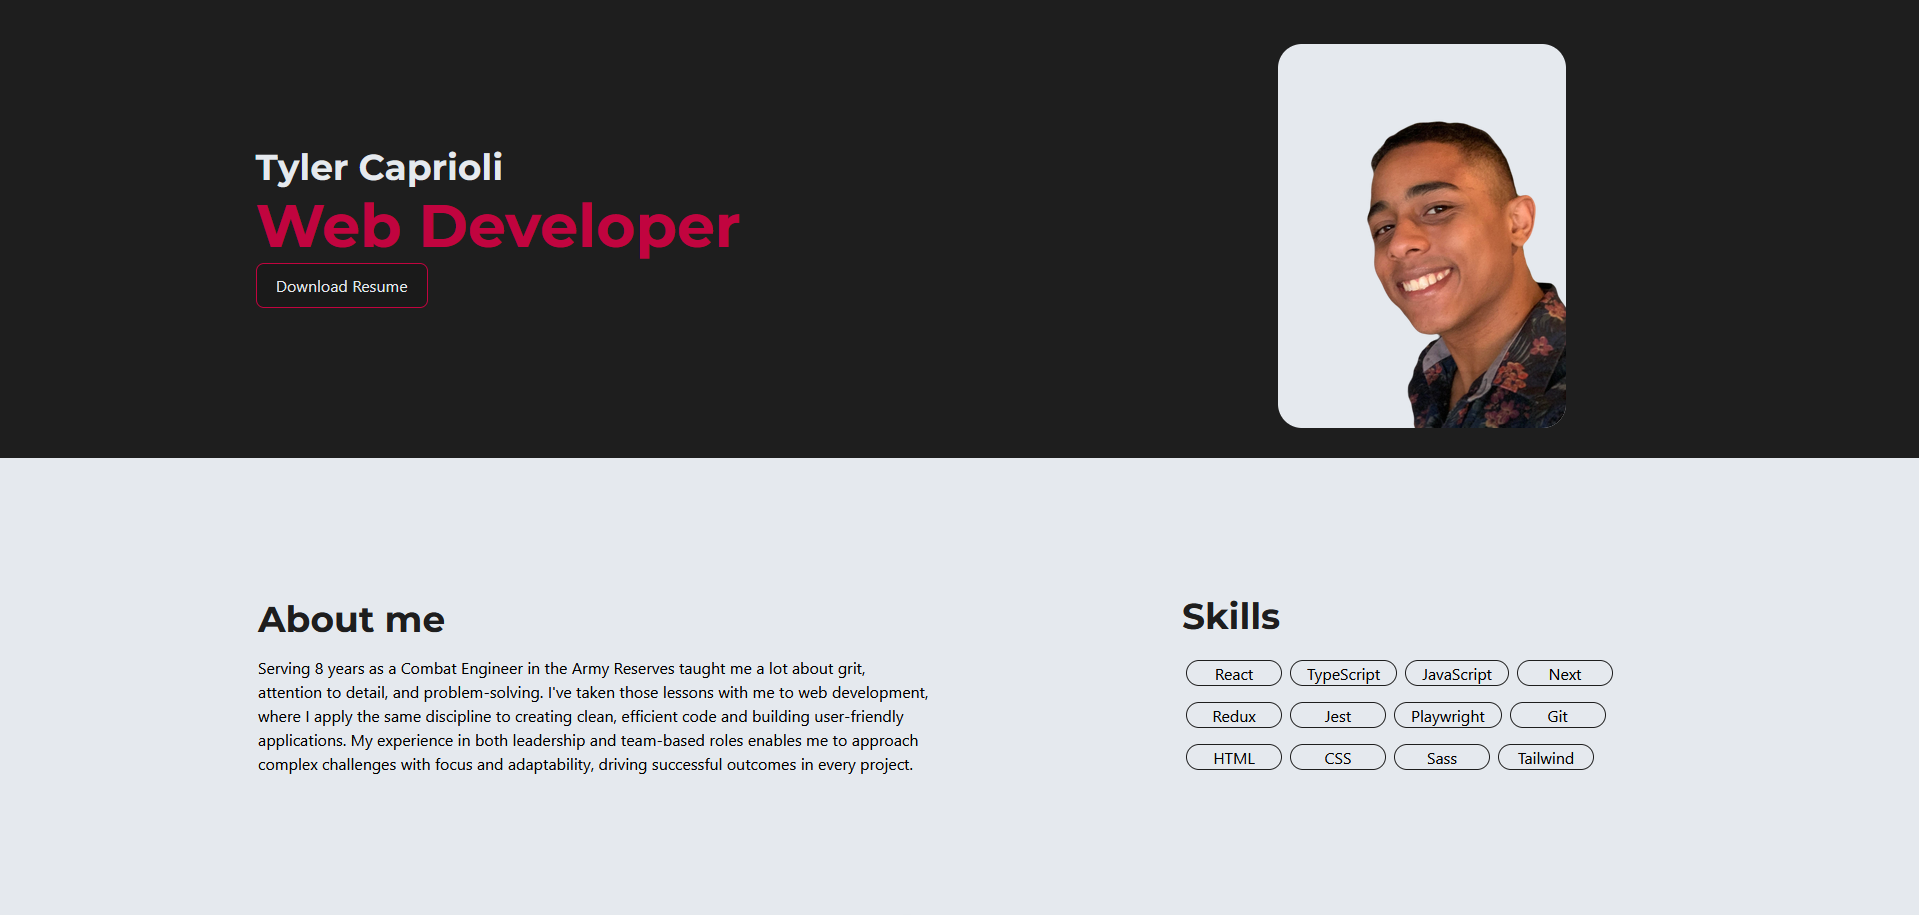 Tyler Caprioli
Web Developer
Download Resume
About me
Serving 8 years as a Combat Engineer in the Army Reserves taught me a lot about grit,
attention to detail, and problem-solving. I've taken those lessons with me to web development,
where I apply the same discipline to creating clean, efficient code and building user-friendly
applications. My experience in both leadership and team-based roles enables me to approach
complex challenges with focus and adaptability, driving successful outcomes in every project.
Skills
React TypeScript JavaScript Next
Redux Jest Playwright Git
HTML CSS Sass Tailwind